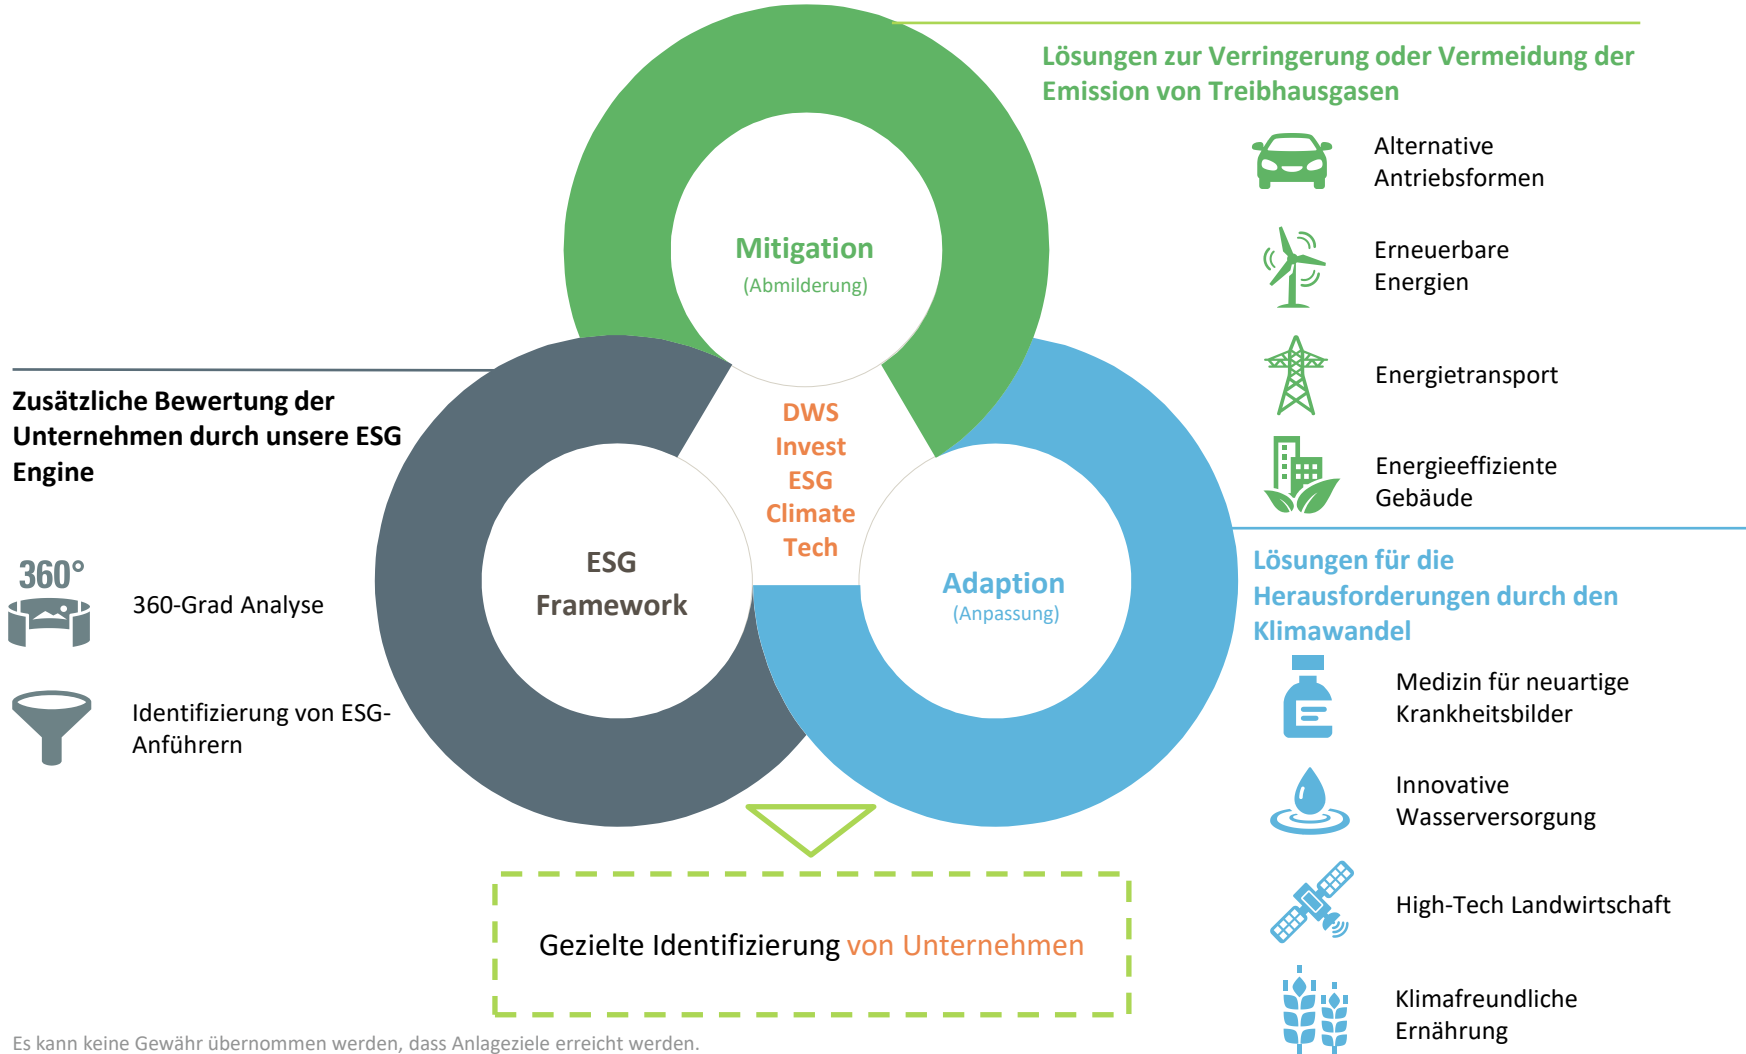 Lösungen zur Verringerung oder Vermeidung der
Emission von Treibhausgasen
Alternative
Antriebsformen
Erneuerbare
Energien
Energietransport
Energieeffiziente
Gebäude
Mitigation
(Abmilderung)
Zusätzliche Bewertung der
Unternehmen durch unsere ESG
Engine
360°
360-Grad Analyse
Identifizierung von ESG-
Anführern
ESG
Framework
DWS
Invest
ESG
Climate
Tech
Adaption
(Anpassung)
Lösungen für die
Herausforderungen durch den
Klimawandel
Medizin für neuartige
Krankheitsbilder
Innovative
Wasserversorgung
High-Tech Landwirtschaft
Klimafreundliche
Ernährung
Gezielte Identifizierung von Unternehmen
Es kann keine Gewähr übernommen werden, dass Anlageziele erreicht werden.